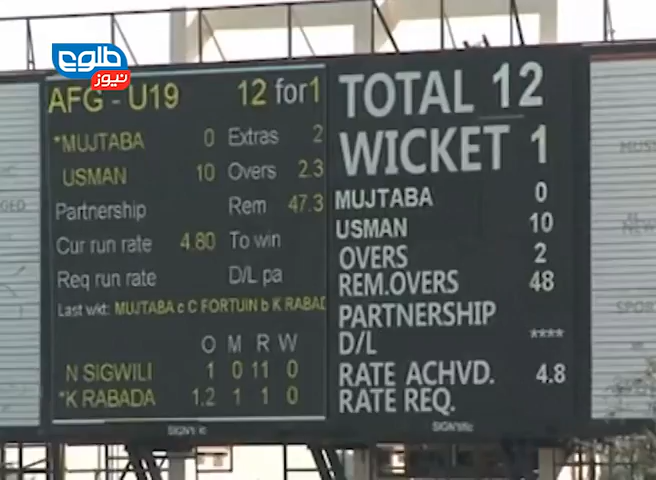 طلوع
نیوز
AFG - U19 12 for 1
*MUJTABA 0 Extras 2
USMAN 10 Overs 2.3
Partnership Rem 47.3
Cur run rate 4.80 To win
Req run rate D/L pa
Last wkt: MUJTABA c C FORTUIN b K RABAD
O M R W
N SIGWILI 1 0 11 0
*K RABADA 1.2 1 1 0
TOTAL 12
WICKET 1
MUJTABA 0
USMAN 10
OVERS 2
REM.OVERS 48
PARTNERSHIP
D/L ****
RATE ACHVD. 4.8
RATE REQ.